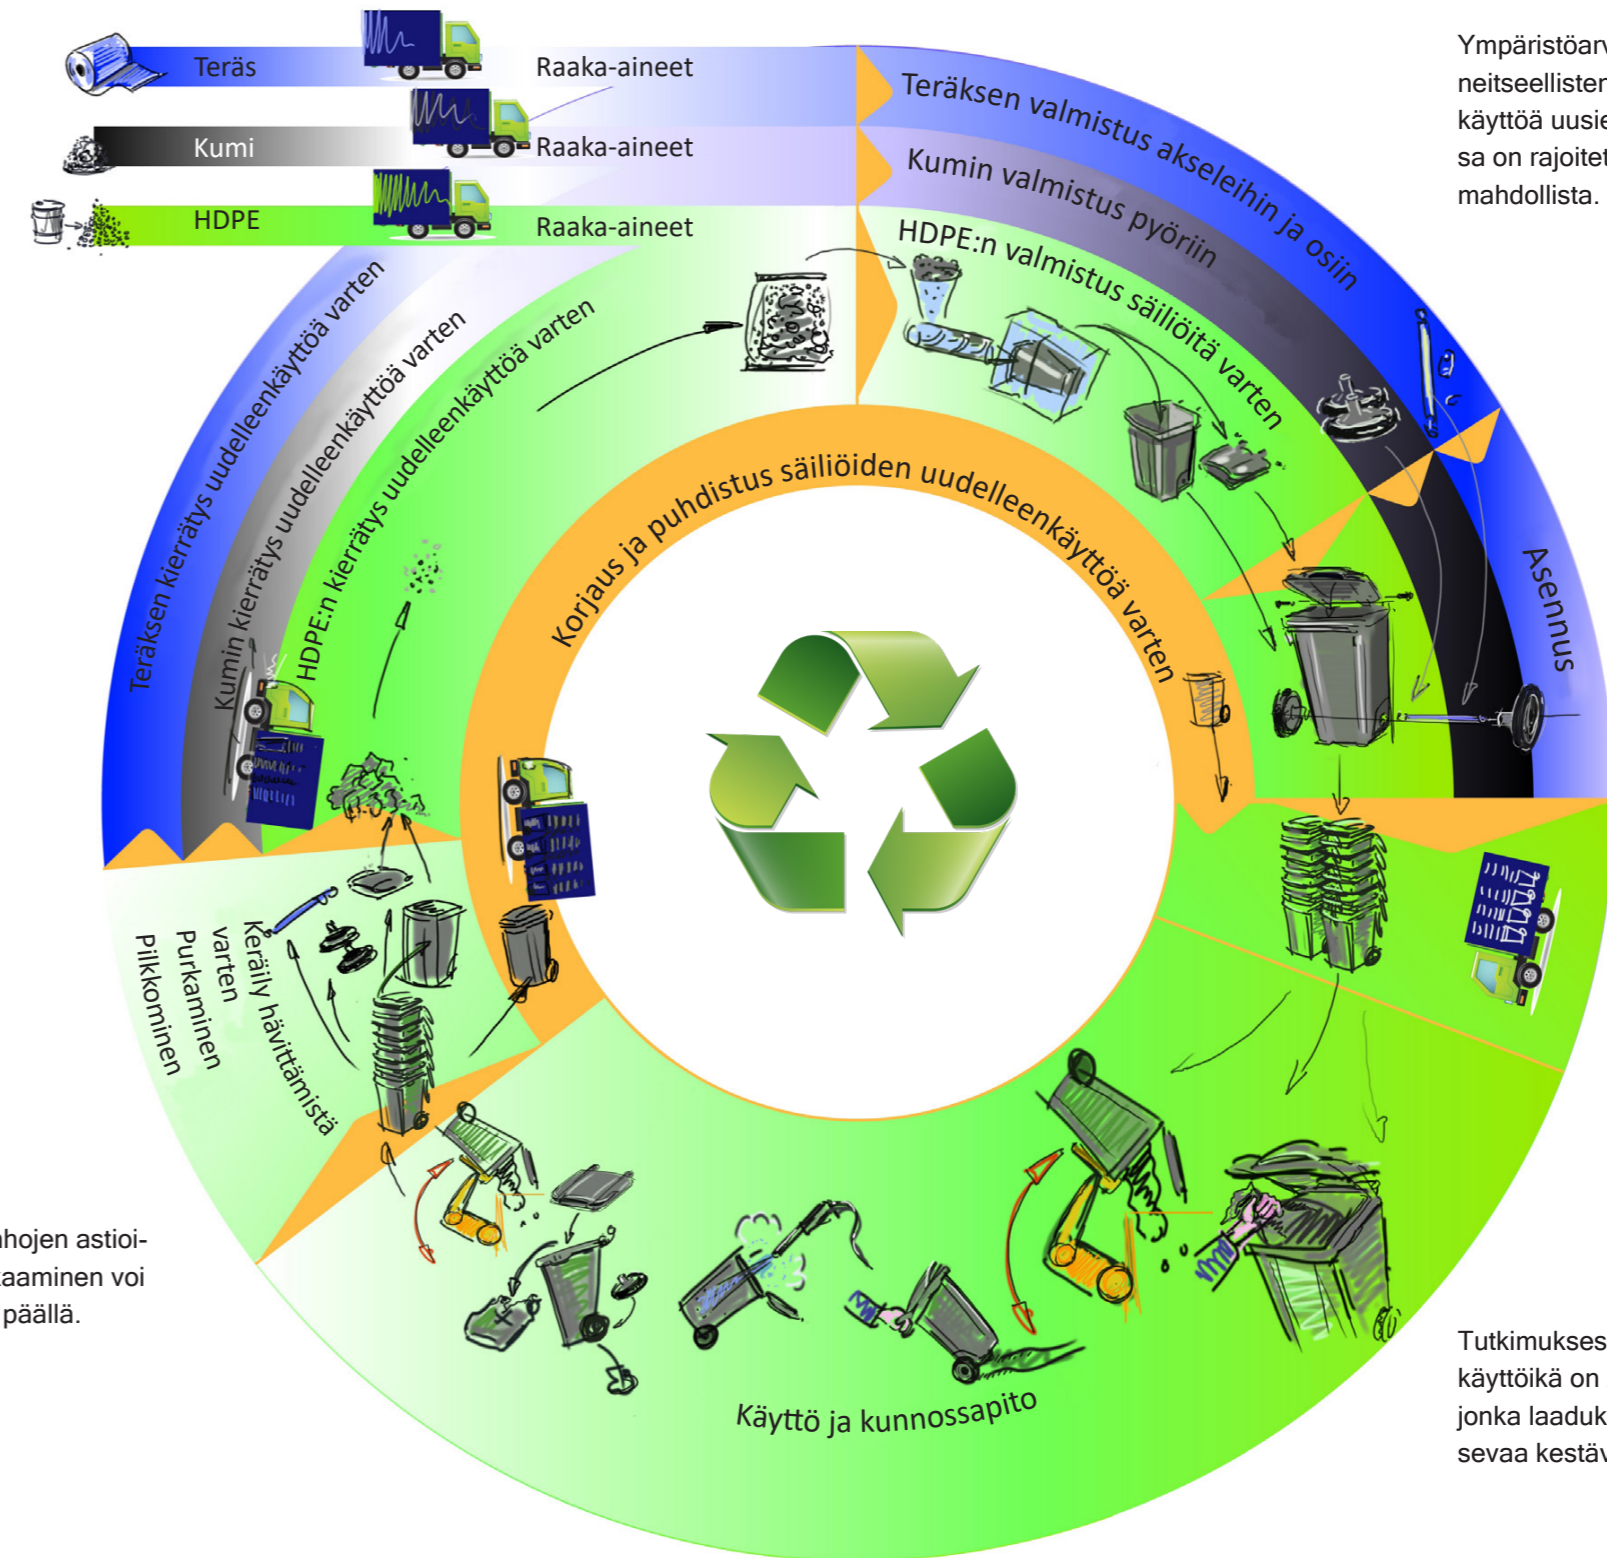 Teräs
Raaka-aineet
Kumi
Raaka-aineet
HDPE
Raaka-aineet
Teräksen valmistus akseleihin ja osiin
Kumin valmistus pyöriin
HDPE:n valmistus säiliöitä varten
Teräksen kierrätys uudelleenkäyttöä varten
Kumin kierrätys uudelleenkäyttöä varten
HDPE:n kierrätys uudelleenkäyttöä varten
Korjaus ja puhdistus säiliöiden uudelleenkäyttöä varten
Asennus
Keräily hävittämistä
varten
Purkaminen
Pilkkominen
Käyttö ja kunnossapito
Ympäristöarv
neitseellisten
käyttöä uusie
sa on rajoitet
mahdollista.
hojen astioi-
kaaminen voi
päällä.
Tutkimukses
käyttöikä on
jonka laaduk
sevaa kestäv